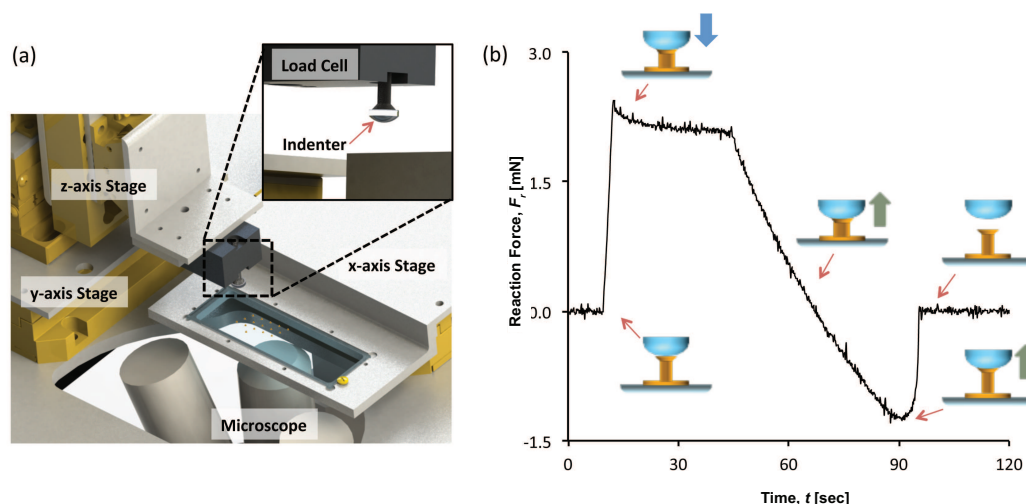 (a)
Load Cell
Indenter
z-axis Stage
y-axis Stage
x-axis Stage
Microscope
(b)
3.0
1.5
0.0
-1.5
Reaction Force, Fr [mN]
0
30
60
90
120
Time, t [sec]